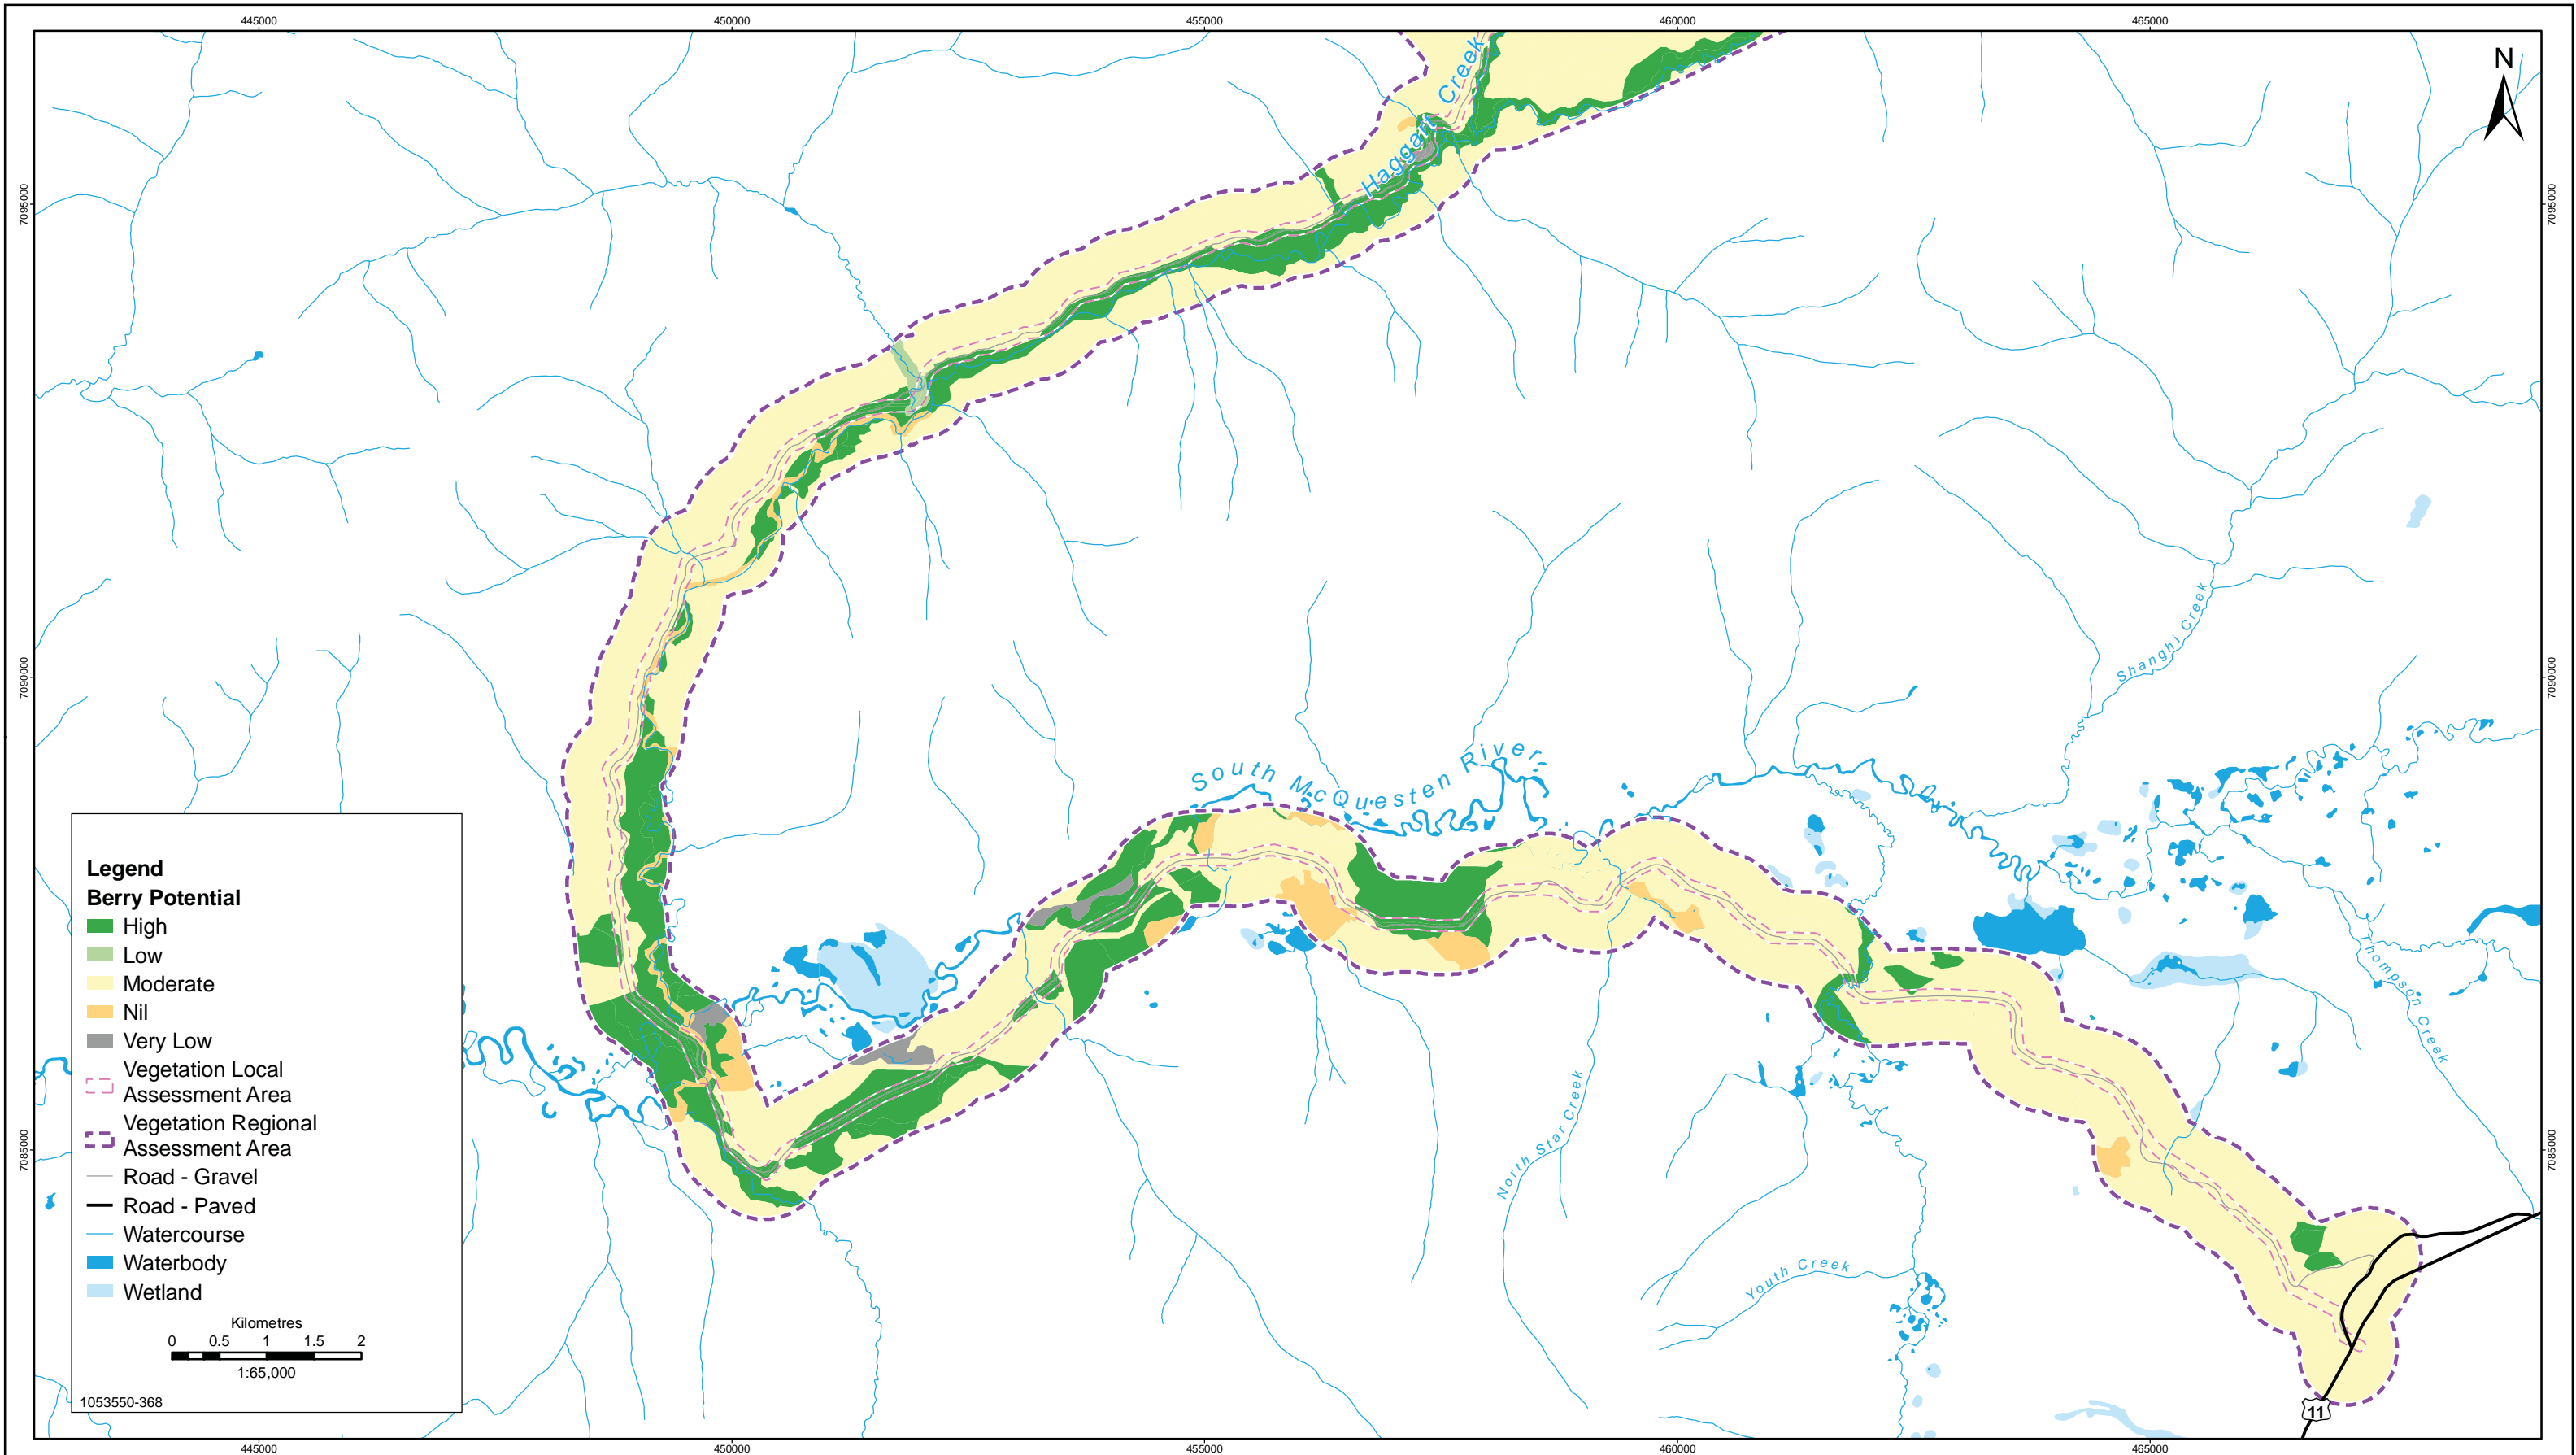 445000 450000 455000 460000 465000
N
Haggart Creek
7095000 7095000
Shanghi Creek
7090000 7090000
South McQuesten River
Thompson Creek
North Star Creek
Youth Creek
7085000 7085000
Legend
Berry Potential
High
Low
Moderate
Nil
Very Low
Vegetation Local
Assessment Area
Vegetation Regional
Assessment Area
Road - Gravel
Road - Paved
Watercourse
Waterbody
Wetland
Kilometres
0 0.5 1 1.5 2
1:65,000
1053550-368
11
445000 450000 455000 460000 465000